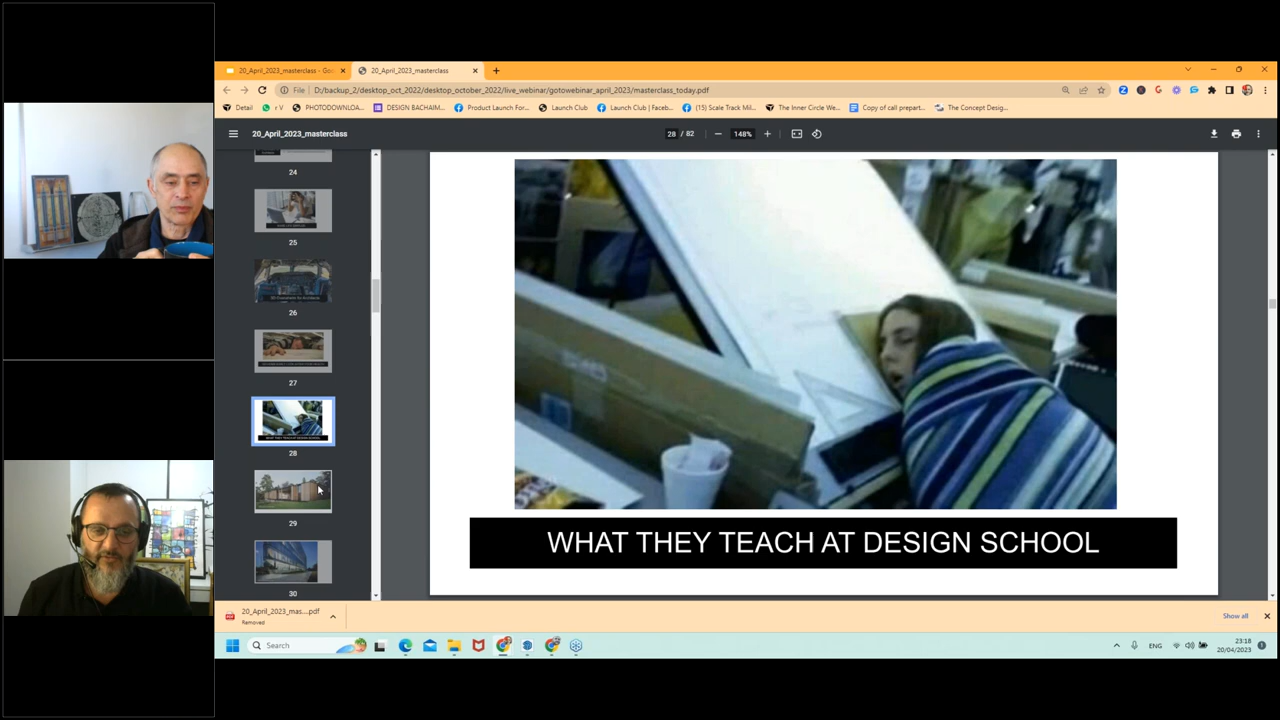 20_April_2023_masterclass - Goo
20_April_2023_masterclass
File
D:/backup_2/desktop_oct_2022/desktop_october_2022/live_webinar/gotowebinar_april_2023/masterclass_today.pdf
Detail
r V
PHOTODOWNLOA...
DESIGN BACHAIM...
Product Launch For...
Launch Club
Launch Club | Faceb...
(15) Scale Track Mil...
The Inner Circle We...
Copy of call prepart...
The Concept Desig...
20_April_2023_masterclass
28 / 82
148%
24
25
26
27
28
29
30
WHAT THEY TEACH AT DESIGN SCHOOL
20_April_2023_mas....pdf
Removed
Show all
Search
ENG
23:18
20/04/2023